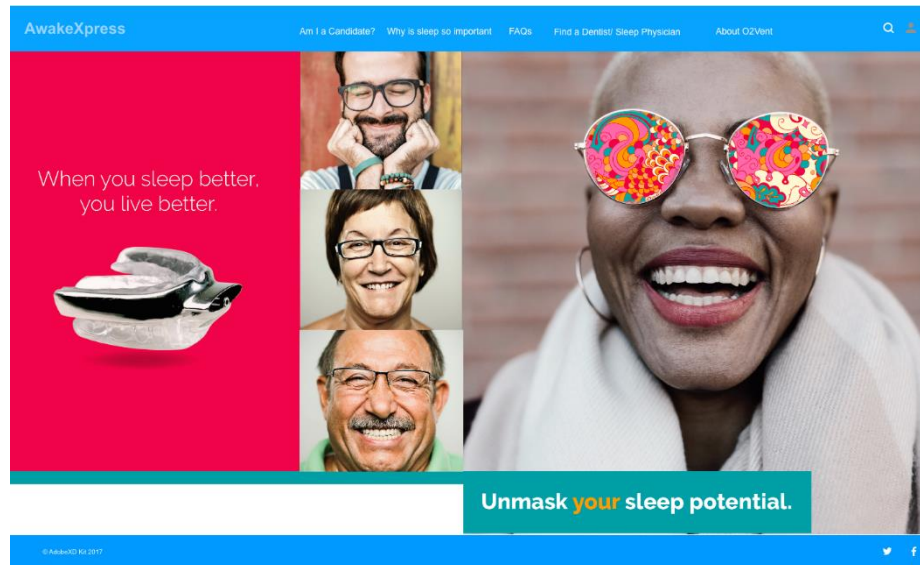 AwakeXpress
Am I a Candidate? Why is sleep so important FAQs Find a Dentist/ Sleep Physician About O2Vent
When you sleep better,
you live better.
Unmask your sleep potential.
© AdobeXD Kit 2017